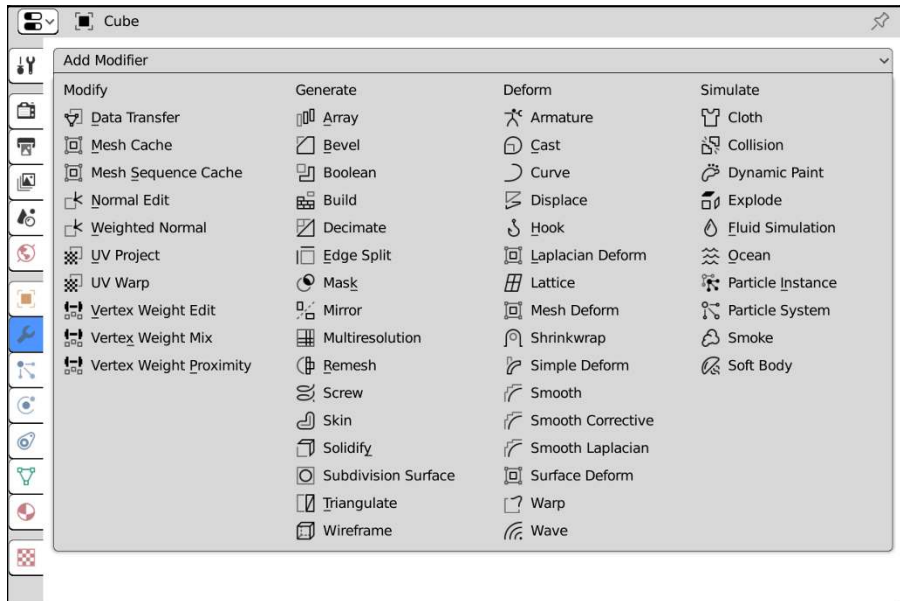 Cube
Add Modifier
Modify
Data Transfer
Mesh Cache
Mesh Sequence Cache
Normal Edit
Weighted Normal
UV Project
UV Warp
Vertex Weight Edit
Vertex Weight Mix
Vertex Weight Proximity
Generate
Array
Bevel
Boolean
Build
Decimate
Edge Split
Mask
Mirror
Multiresolution
Remesh
Screw
Skin
Solidify
Subdivision Surface
Triangulate
Wireframe
Deform
Armature
Cast
Curve
Displace
Hook
Laplacian Deform
Lattice
Mesh Deform
Shrinkwrap
Simple Deform
Smooth
Smooth Corrective
Smooth Laplacian
Surface Deform
Warp
Wave
Simulate
Cloth
Collision
Dynamic Paint
Explode
Fluid Simulation
Ocean
Particle Instance
Particle System
Smoke
Soft Body